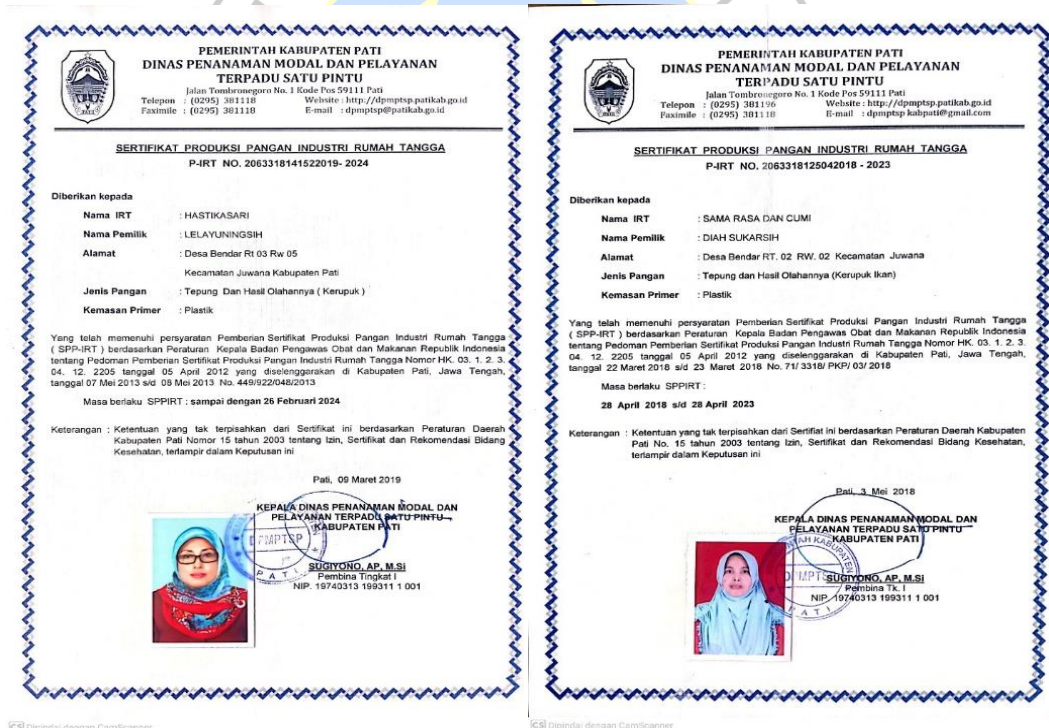 PEMERINTAH KABUPATEN PATI
DINAS PENANAMAN MODAL DAN PELAYANAN
TERPADU SATU PINTU
Jalan Tombronegoro No. 1 Kode Pos 59111 Pati
Telepon : (0295) 381118 Website : http://dpmptsp.patikab.go.id
Faximile : (0295) 381118 E-mail : dpmptsp@patikab.go.id
SERTIFIKAT PRODUKSI PANGAN INDUSTRI RUMAH TANGGA
P-IRT NO. 2063318141522019- 2024
Diberikan kepada
Nama IRT : HASTIKASARI
Nama Pemilik : LELAYUNINGSIH
Alamat : Desa Bendar Rt 03 Rw 05
Kecamatan Juwana Kabupaten Pati
Jenis Pangan : Tepung Dan Hasil Olahannya ( Kerupuk )
Kemasan Primer : Plastik
Yang telah memenuhi persyaratan Pemberian Sertifikat Produksi Pangan Industri Rumah Tangga
( SPP-IRT ) berdasarkan Peraturan Kepala Badan Pengawas Obat dan Makanan Republik Indonesia
tentang Pedoman Pemberian Sertifikat Produksi Pangan Industri Rumah Tangga Nomor HK. 03. 1. 2. 3.
04. 12. 2205 tanggal 05 April 2012 yang diselenggarakan di Kabupaten Pati, Jawa Tengah,
tanggal 07 Mei 2013 s/d 08 Mei 2013 No. 449/922/048/2013
Masa berlaku SPPIRT : sampai dengan 26 Februari 2024
Keterangan : Ketentuan yang tak terpisahkan dari Sertifikat ini berdasarkan Peraturan Daerah
Kabupaten Pati Nomor 15 tahun 2003 tentang Izin, Sertifikat dan Rekomendasi Bidang
Kesehatan, terlampir dalam Keputusan ini
Pati, 09 Maret 2019
KEPALA DINAS PENANAMAN MODAL DAN
PELAYANAN TERPADU SATU PINTU
KABUPATEN PATI
DPMPTSP
PATI
SUGIYONO, AP, M.Si
Pembina Tingkat I
NIP. 19740313 199311 1 001
CS Dipindai dengan CamScanner
PEMERINTAH KABUPATEN PATI
DINAS PENANAMAN MODAL DAN PELAYANAN
TERPADU SATU PINTU
Jalan Tombronegoro No. 1 Kode Pos 59111 Pati
Telepon : (0295) 381196 Website : http://dpmptsp.patikab.go.id
Faximile : (0295) 381118 E-mail : dpmptsp kabpati@gmail.com
SERTIFIKAT PRODUKSI PANGAN INDUSTRI RUMAH TANGGA
P-IRT NO. 2063318125042018 - 2023
Diberikan kepada
Nama IRT : SAMA RASA DAN CUMI
Nama Pemilik : DIAH SUKARSIH
Alamat : Desa Bendar RT. 02 RW. 02 Kecamatan Juwana
Jenis Pangan : Tepung dan Hasil Olahannya (Kerupuk Ikan)
Kemasan Primer : Plastik
Yang telah memenuhi persyaratan Pemberian Sertifikat Produksi Pangan Industri Rumah Tangga
( SPP-IRT ) berdasarkan Peraturan Kepala Badan Pengawas Obat dan Makanan Republik Indonesia
tentang Pedoman Pemberian Sertifikat Produksi Pangan Industri Rumah Tangga Nomor HK. 03. 1. 2. 3.
04. 12. 2205 tanggal 05 April 2012 yang diselenggarakan di Kabupaten Pati, Jawa Tengah,
tanggal 22 Maret 2018 s/d 23 Maret 2018 No. 71/ 3318/ PKP/ 03/ 2018
Masa berlaku SPPIRT :
28 April 2018 s/d 28 April 2023
Keterangan : Ketentuan yang tak terpisahkan dari Sertifiat ini berdasarkan Peraturan Daerah Kabupaten
Pati No. 15 tahun 2003 tentang Izin, Sertifikat dan Rekomendasi Bidang Kesehatan,
terlampir dalam Keputusan ini
Pati, 3 Mei 2018
KEPALA DINAS PENANAMAN MODAL DAN
PELAYANAN TERPADU SATU PINTU
KABUPATEN PATI
PATI
SUGIYONO, AP, M.Si
Pembina Tk. I
NIP. 19740313 199311 1 001
CS Dipindai dengan CamScanner